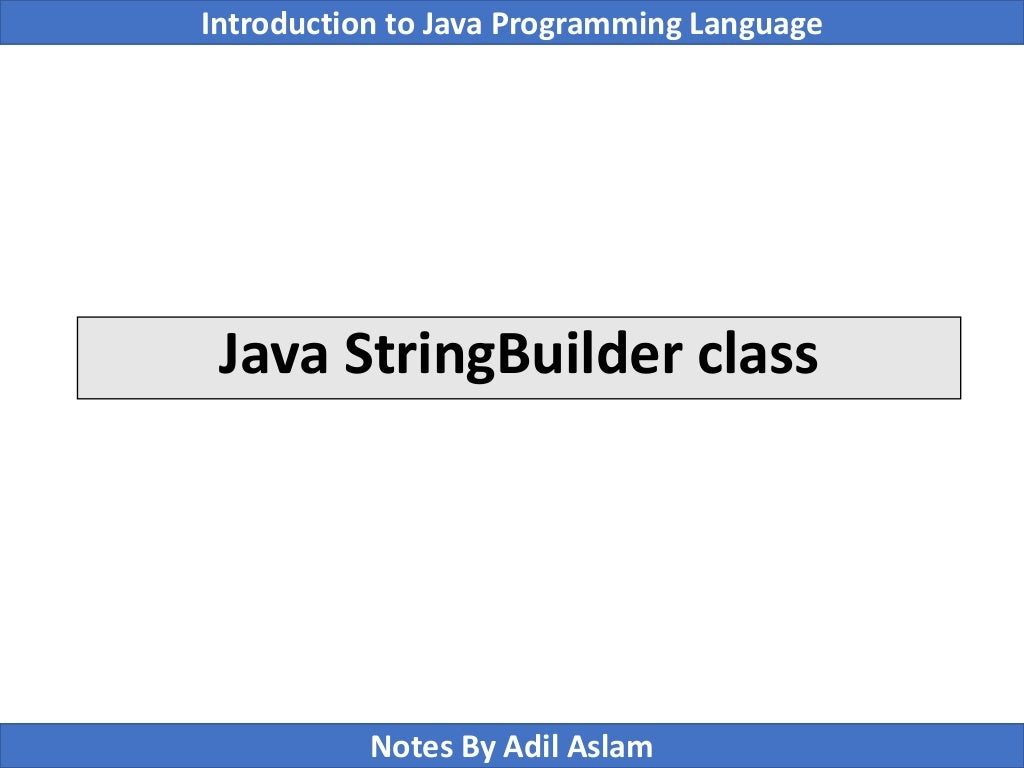 Introduction to Java Programming Language
Java StringBuilder class
Notes By Adil Aslam